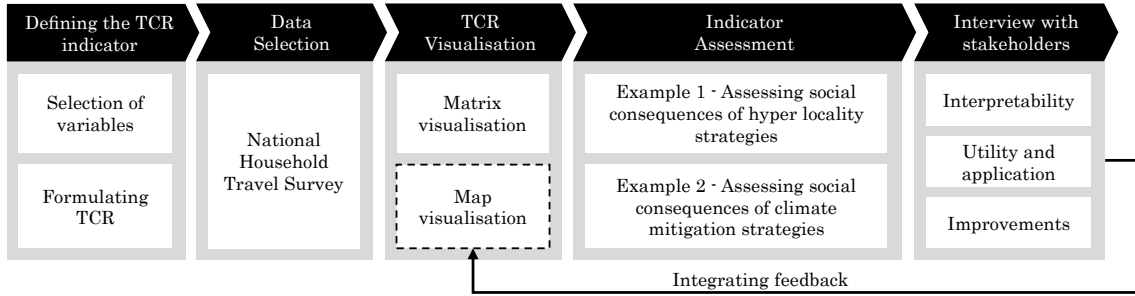 Defining the TCR
indicator
Data
Selection
TCR
Visualisation
Indicator
Assessment
Interview with
stakeholders
Selection of
variables
Formulating
TCR
National
Household
Travel Survey
Matrix
visualisation
Map
visualisation
Example 1 - Assessing social
consequences of hyper locality
strategies
Example 2 - Assessing social
consequences of climate
mitigation strategies
Interpretability
Utility and
application
Improvements
Integrating feedback